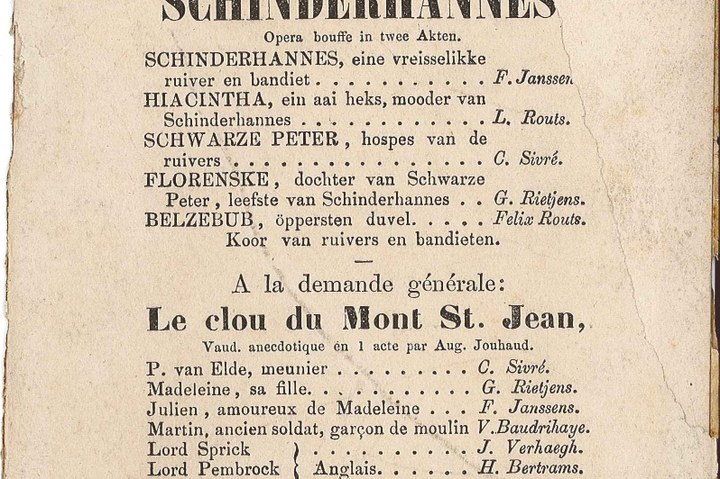 SCHINDERHANNES
Opera bouffe in twee Akten.
SCHINDERHANNES, eine vreisselikke
ruiver en bandiet . . . . . . . . . . . F. Janssen
HIACINTHA, ein aai heks, mooder van
Schinderhannes . . . . . . . . . . . . L. Routs.
SCHWARZE PETER, hospes van de
ruivers . . . . . . . . . . . . . . . . C. Sivré.
FLORENSKE, dochter van Schwarze
Peter, leefste van Schinderhannes . . G. Rietjens.
BELZEBUB, öppersten duvel. . . . . Felix Routs.
Koor van ruivers en bandieten.
A la demande générale:
Le clou du Mont St. Jean,
Vaud. anecdotique en 1 acte par Aug. Jouhaud.
P. van Elde, meunier . . . . . . . . . . C. Sivré.
Madeleine, sa fille. . . . . . . . . . . G. Rietjens.
Julien, amoureux de Madeleine . . . F. Janssens.
Martin, ancien soldat, garçon de moulin V. Baudrihaye.
Lord Sprick . . . . . . . . . . J. Verhaegh.
Lord Pembrock } Anglais. . . . . . H. Bertrams.